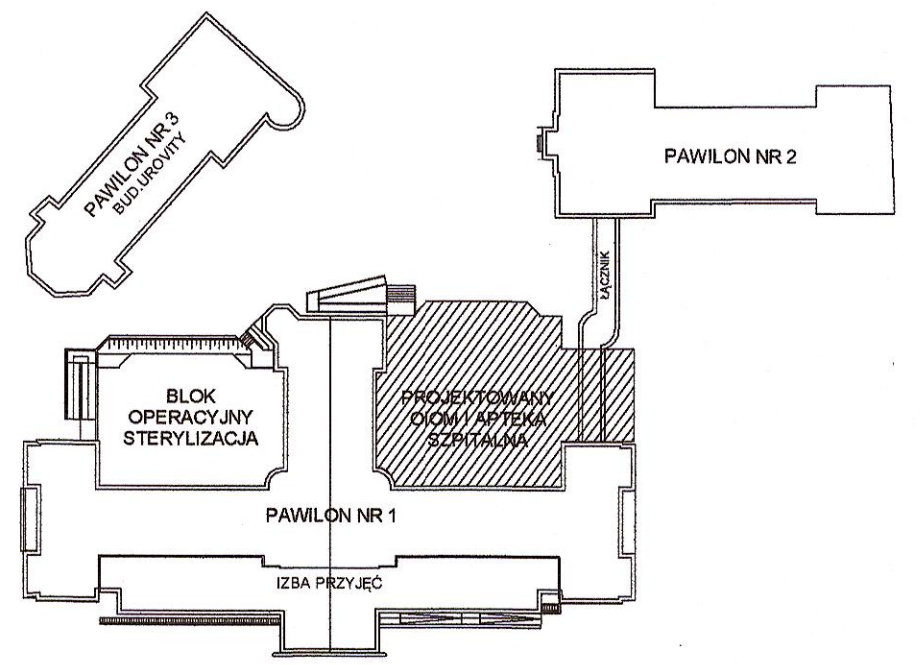 PAWILON NR 3
BUD.UROVITY
PAWILON NR 2
ŁĄCZNIK
BLOK
OPERACYJNY
STERYLIZACJA
PROJEKTOWANY
OIOM I APTEKA
SZPITALNA
PAWILON NR 1
IZBA PRZYJĘĆ